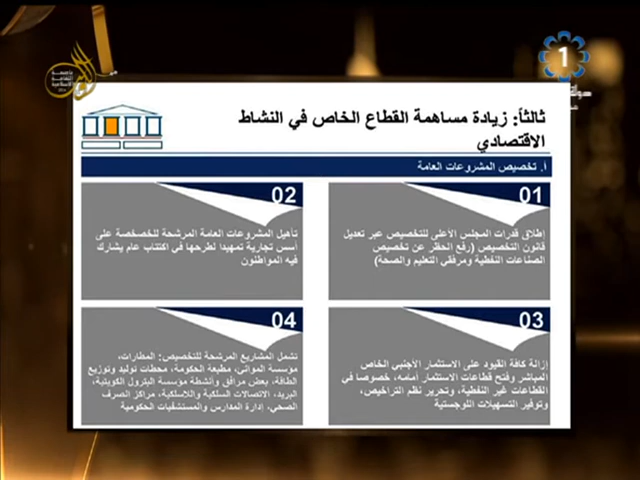 1
ثالثاً: زيادة مساهمة القطاع الخاص في النشاط
الاقتصادي
أ. تخصيص المشروعات العامة
01
إطلاق قدرات المجلس الأعلى للتخصيص عبر تعديل
قانون التخصيص (رفع الحظر عن تخصيص
الصناعات النفطية ومرفقي التعليم والصحة)
02
تأهيل المشروعات العامة المرشحة للخصخصة على
أسس تجارية تمهيدا لطرحها في اكتتاب عام يشارك
فيه المواطنون
03
إزالة كافة القيود على الاستثمار الأجنبي الخاص
المباشر وفتح قطاعات الاستثمار أمامه، خصوصا في
القطاعات غير النفطية، وتحرير نظم التراخيص،
وتوفير التسهيلات اللوجستية
04
تشمل المشاريع المرشحة للتخصيص: المطارات،
مؤسسة الموانئ، مطبعة الحكومة، محطات توليد وتوزيع
الطاقة، بعض مرافق وأنشطة مؤسسة البترول الكويتية،
البريد، الاتصالات السلكية واللاسلكية، مراكز الصرف
الصحي، إدارة المدارس والمستشفيات الحكومية